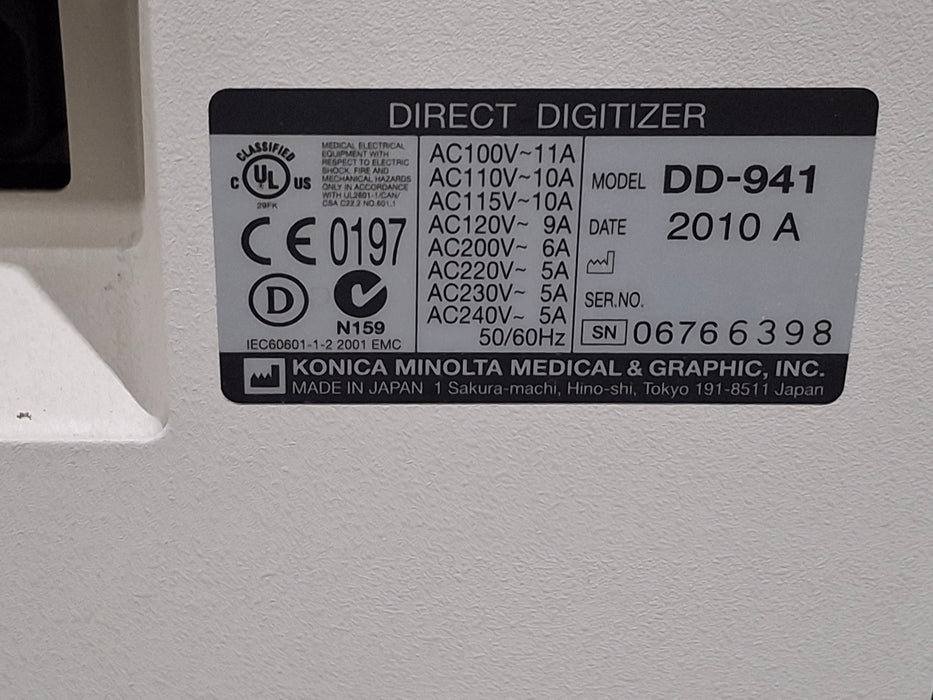 DIRECT DIGITIZER
CLASSIFIED
C UL US
29FK
MEDICAL ELECTRICAL
EQUIPMENT WITH
RESPECT TO ELECTRIC
SHOCK, FIRE AND
MECHANICAL HAZARDS
ONLY IN ACCORDANCE
WITH UL2601-1/CAN/
CSA C22.2 NO.601.1
CE 0197
D
N159
IEC60601-1-2 2001 EMC
AC100V~11A
AC110V~10A
AC115V~10A
AC120V~ 9A
AC200V~ 6A
AC220V~ 5A
AC230V~ 5A
AC240V~ 5A
50/60Hz
MODEL DD-941
DATE 2010 A
SER.NO.
SN 06766398
KONICA MINOLTA MEDICAL & GRAPHIC, INC.
MADE IN JAPAN 1 Sakura-machi, Hino-shi, Tokyo 191-8511 Japan